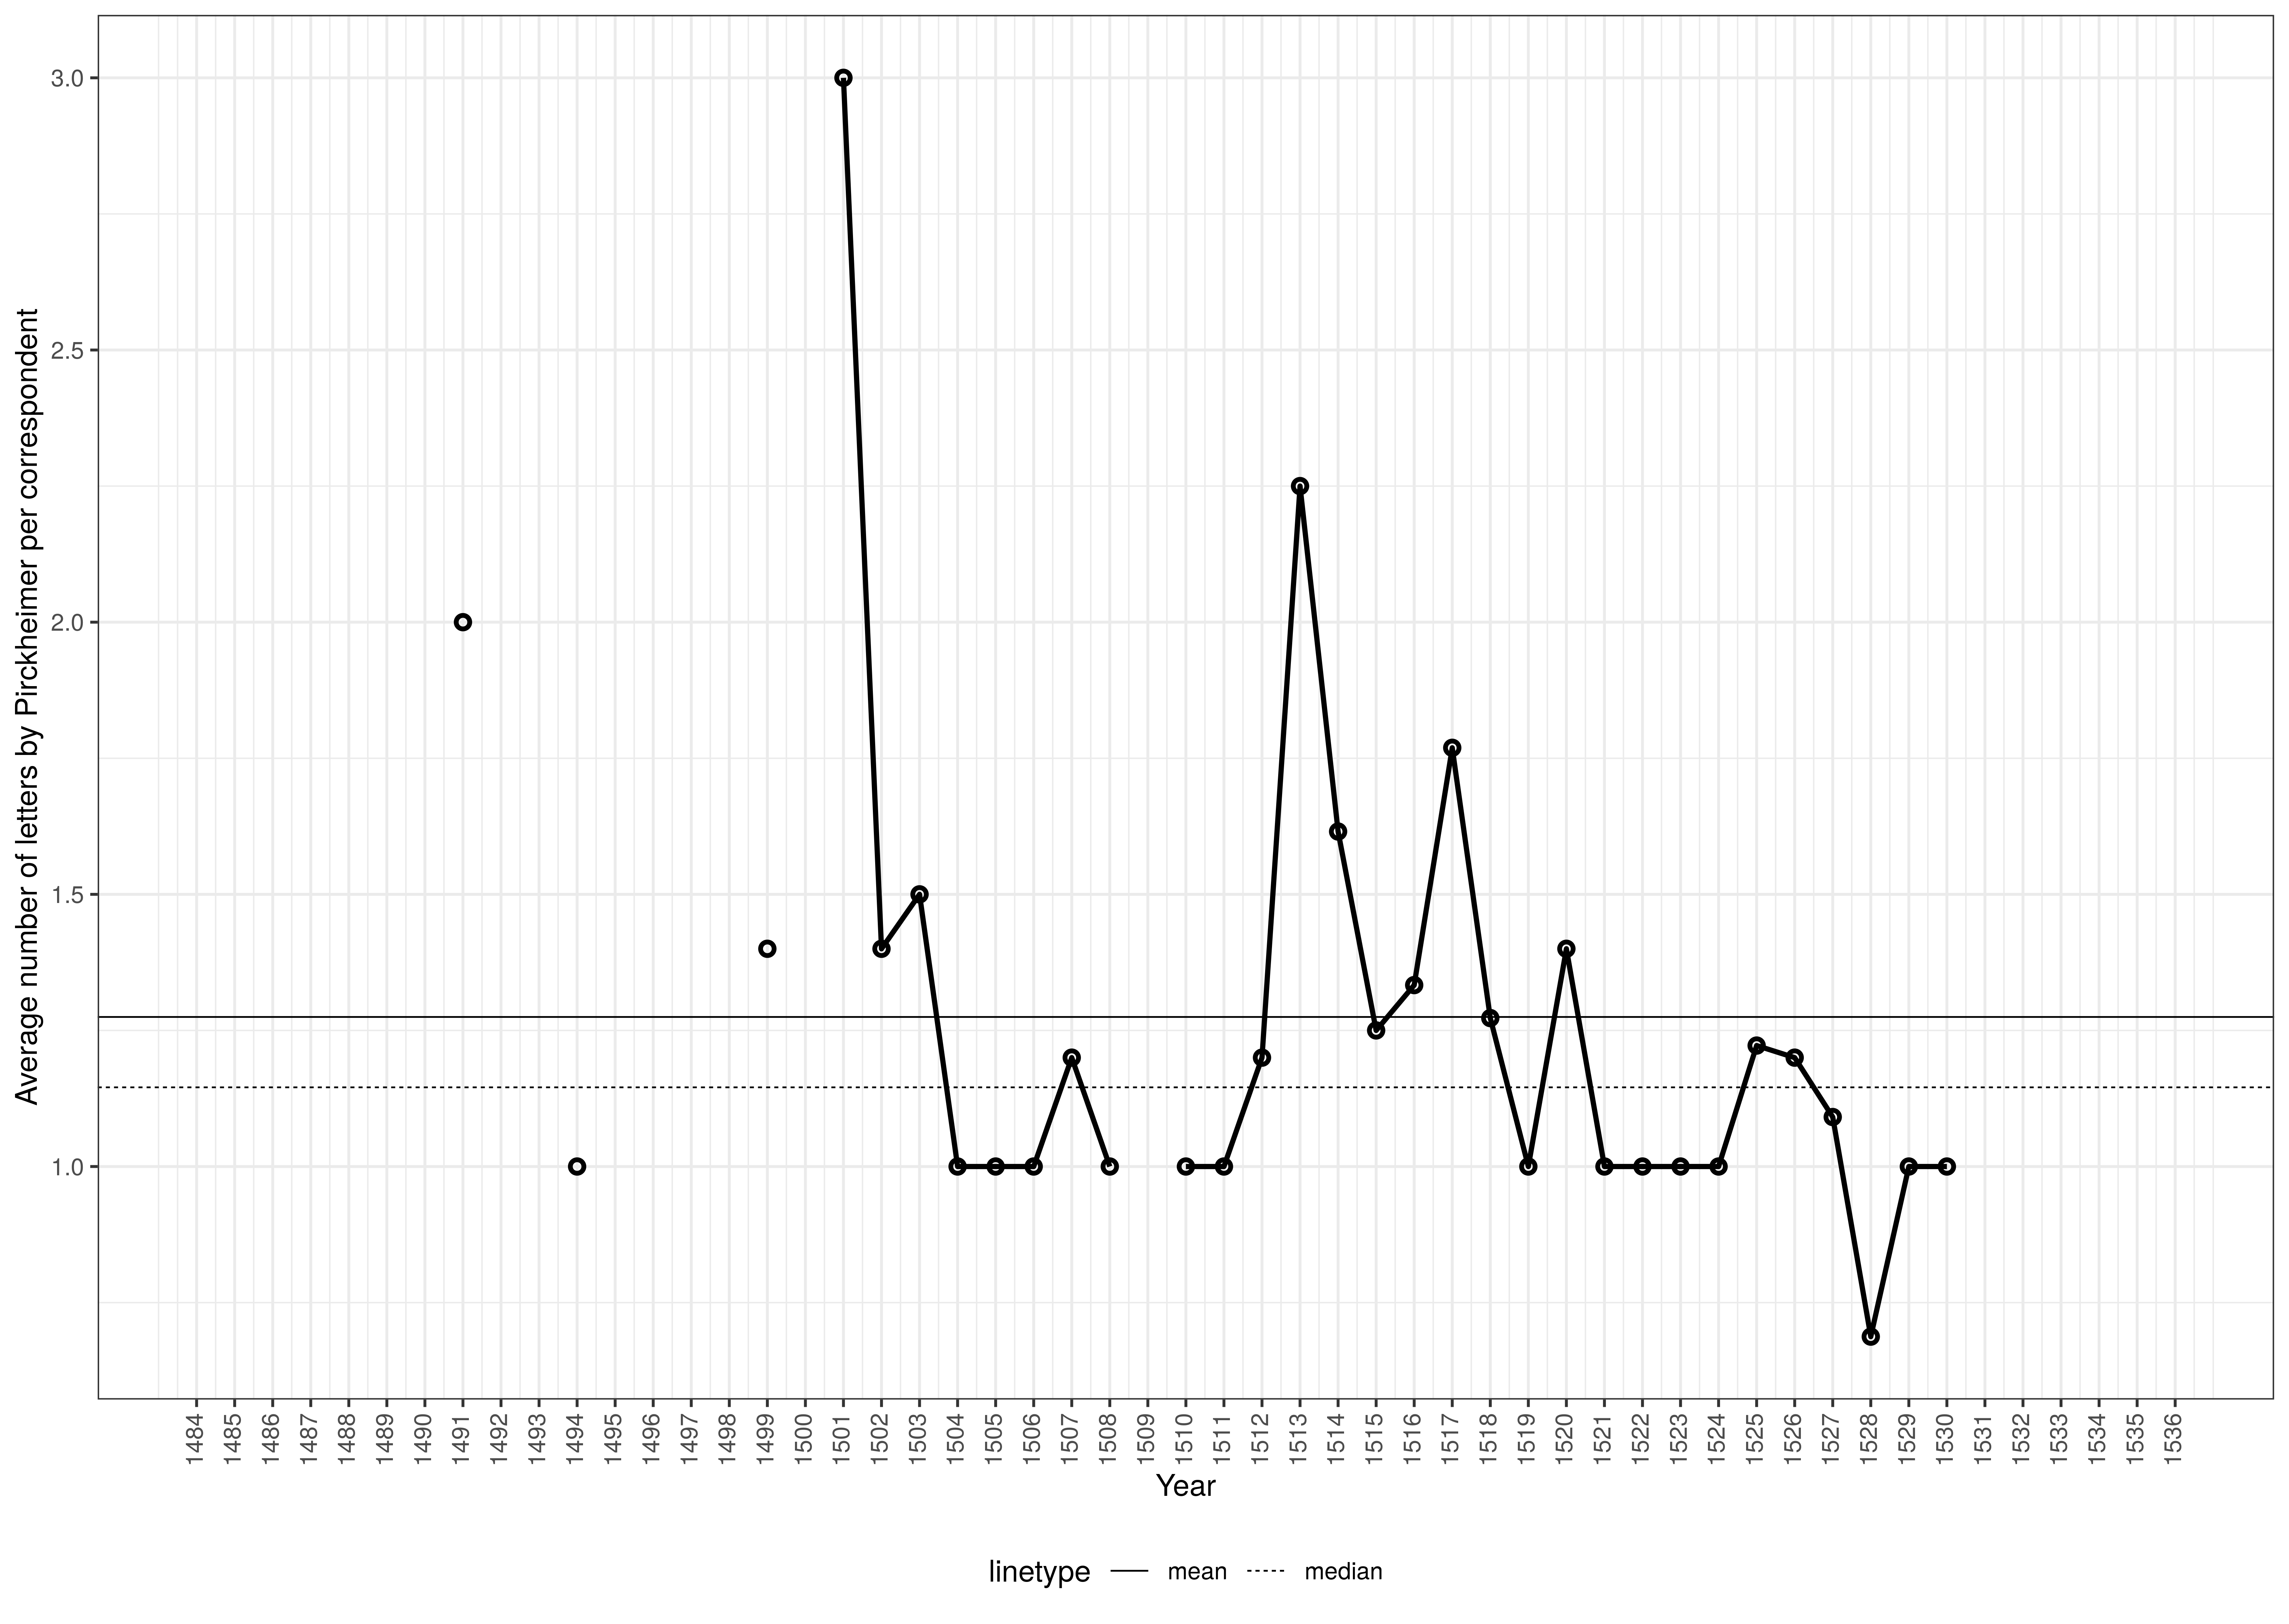 Average number of letters by Pirckheimer per correspondent
3.0
2.5
2.0
1.5
1.0
1484 1485 1486 1487 1488 1489 1490 1491 1492 1493 1494 1495 1496 1497 1498 1499 1500 1501 1502 1503 1504 1505 1506 1507 1508 1509 1510 1511 1512 1513 1514 1515 1516 1517 1518 1519 1520 1521 1522 1523 1524 1525 1526 1527 1528 1529 1530 1531 1532 1533 1534 1535 1536
Year
linetype mean median